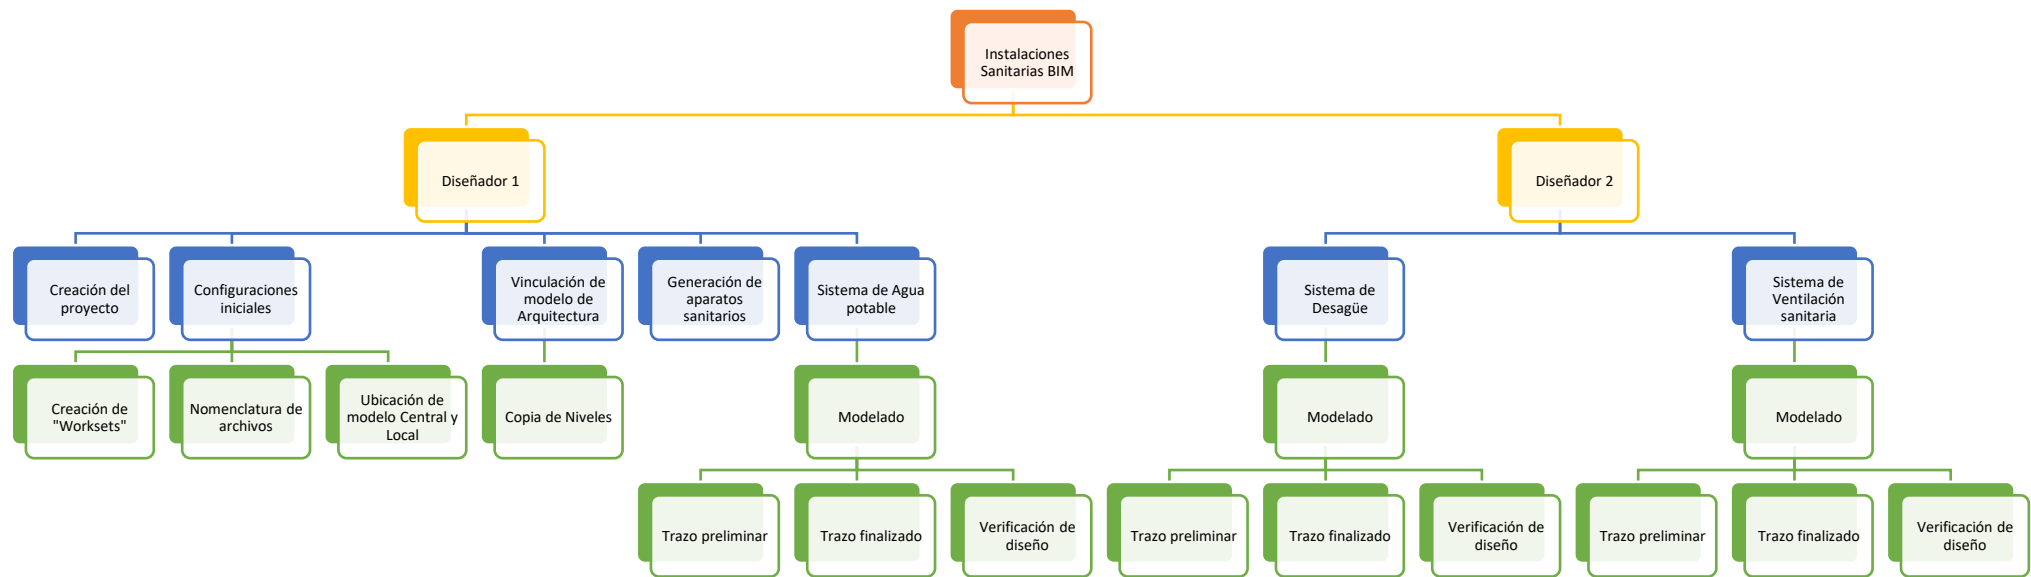 Instalaciones
Sanitarias BIM
Diseñador 1
Diseñador 2
Creación del
proyecto
Configuraciones
iniciales
Vinculación de
modelo de
Arquitectura
Generación de
aparatos
sanitarios
Sistema de Agua
potable
Sistema de
Desagüe
Sistema de
Ventilación
sanitaria
Creación de
"Worksets"
Nomenclatura de
archivos
Ubicación de
modelo Central y
Local
Copia de Niveles
Modelado
Modelado
Modelado
Trazo preliminar
Trazo finalizado
Verificación de
diseño
Trazo preliminar
Trazo finalizado
Verificación de
diseño
Trazo preliminar
Trazo finalizado
Verificación de
diseño